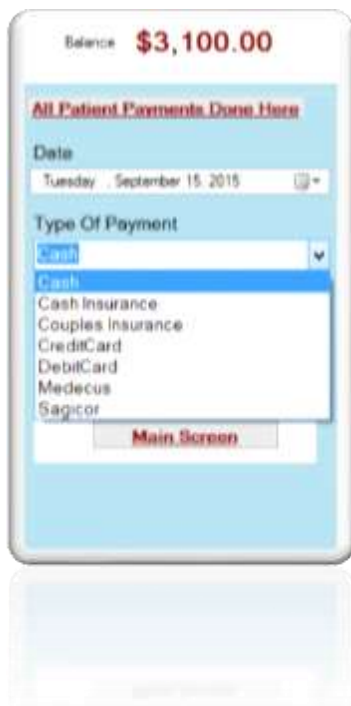 Balance $3,100.00
All Patient Payments Done Here
Date
Tuesday , September 15, 2015
Type Of Payment
Cash
Cash
Cash Insurance
Couples Insurance
CreditCard
DebitCard
Medecus
Sagicor
Main Screen